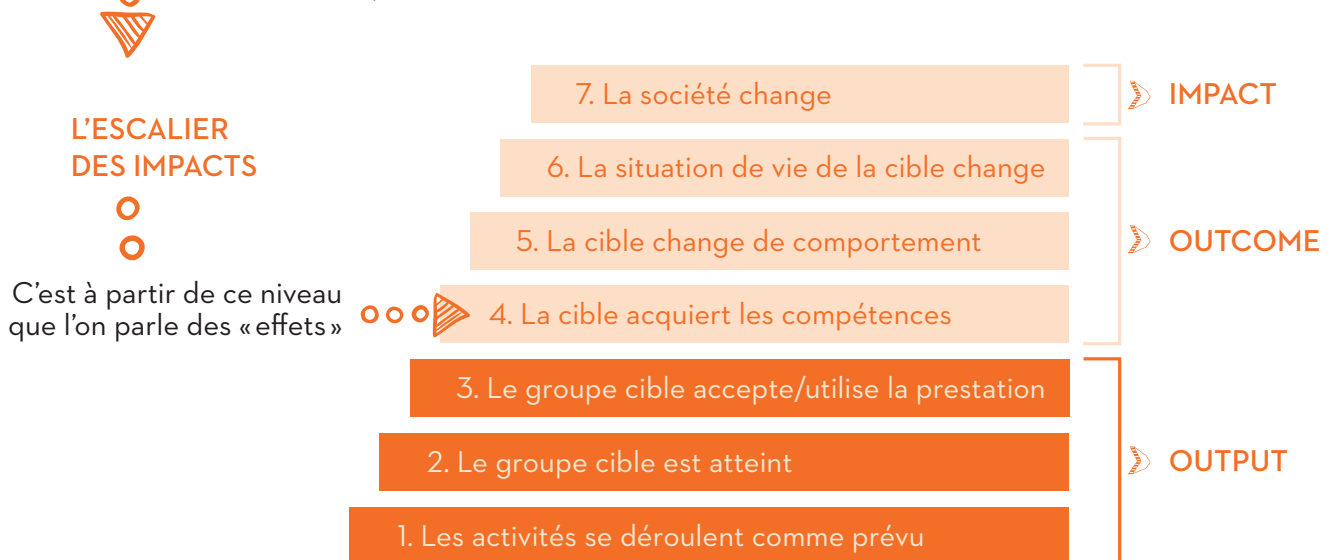 7. La société change
IMPACT
L'ESCALIER
DES IMPACTS
6. La situation de vie de la cible change
5. La cible change de comportement
OUTCOME
C'est à partir de ce niveau
que l'on parle des «effets»
4. La cible acquiert les compétences
3. Le groupe cible accepte/utilise la prestation
2. Le groupe cible est atteint
OUTPUT
1. Les activités se déroulent comme prévu